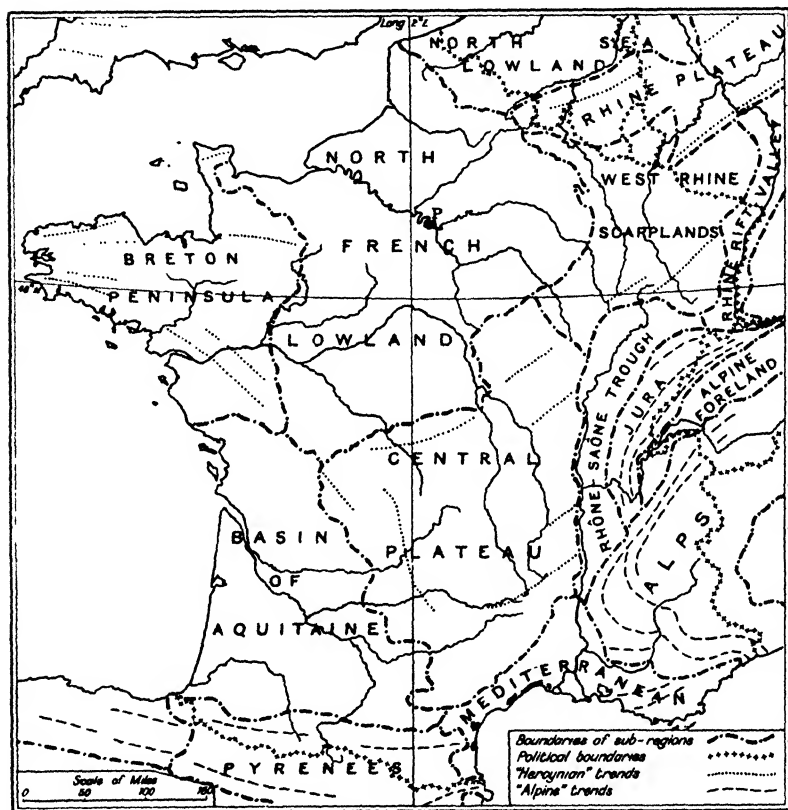 Long 2°E
NORTH SEA
LOWLAND
RHINE PLATEAU
NORTH
WEST RHINE
P
SCARPLANDS
FRENCH
RHINE RIFT VALLEY
BRETON
48°N
PENINSULA
LOWLAND
RHÔNE-SAÔNE TROUGH
JURA
ALPINE
FORELAND
CENTRAL
BASIN
PLATEAU
OF
ALPS
AQUITAINE
MEDITERRANEAN
PYRENEES
Scale of Miles
0 50 100 150
Boundaries of sub-regions
Political boundaries
"Hercynian" trends
"Alpine" trends